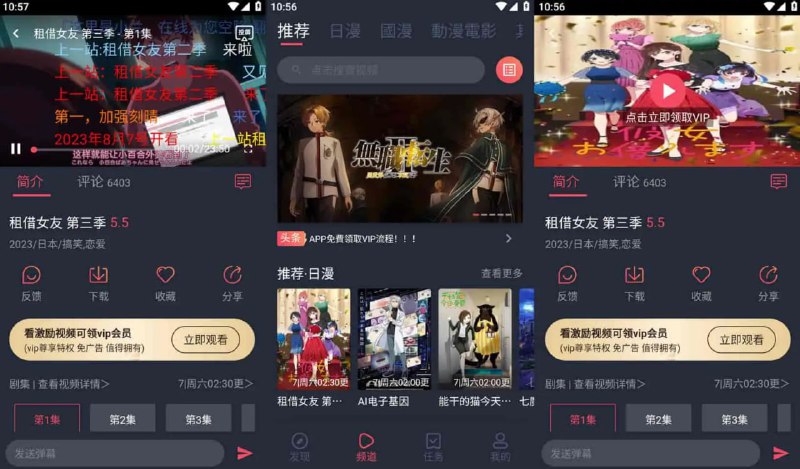 10:57
租借女友 第三季 - 第1集
投屏
上一站:租借女友 第二季
来啦
上一站：租借女友第二季
上一站：租借女友第二季
第一，加强刻晴
2023年8月7号开看
上一站租
这样就能让小百合外婆看到了
00:02/23:50
简介
评论 6403
租借女友 第三季 5.5
2023/日本/搞笑,恋爱
反馈
下载
收藏
分享
看激励视频可领vip会员
(vip尊享特权 免广告 值得拥有)
立即观看
剧集 | 查看视频详情＞
7|周六02:30更＞
第1集
第2集
第3集
发送弹幕
10:56
推荐
日漫
國漫
動漫電影
点击搜索视频
無職転生
头条
APP免費領取VIP流程！！！
推荐·日漫
查看更多
7|周六02:30更
7|周六02:00更
7|周六02:00更
租借女友 第…
AI电子基因
能干的猫今天…
七
发现
频道
任务
我的
10:56
点击立即领取VIP
简介
评论 6403
租借女友 第三季 5.5
2023/日本/搞笑,恋爱
反馈
下载
收藏
分享
看激励视频可领vip会员
(vip尊享特权 免广告 值得拥有)
立即观看
剧集 | 查看视频详情＞
7|周六02:30更＞
第1集
第2集
第3集
发送弹幕